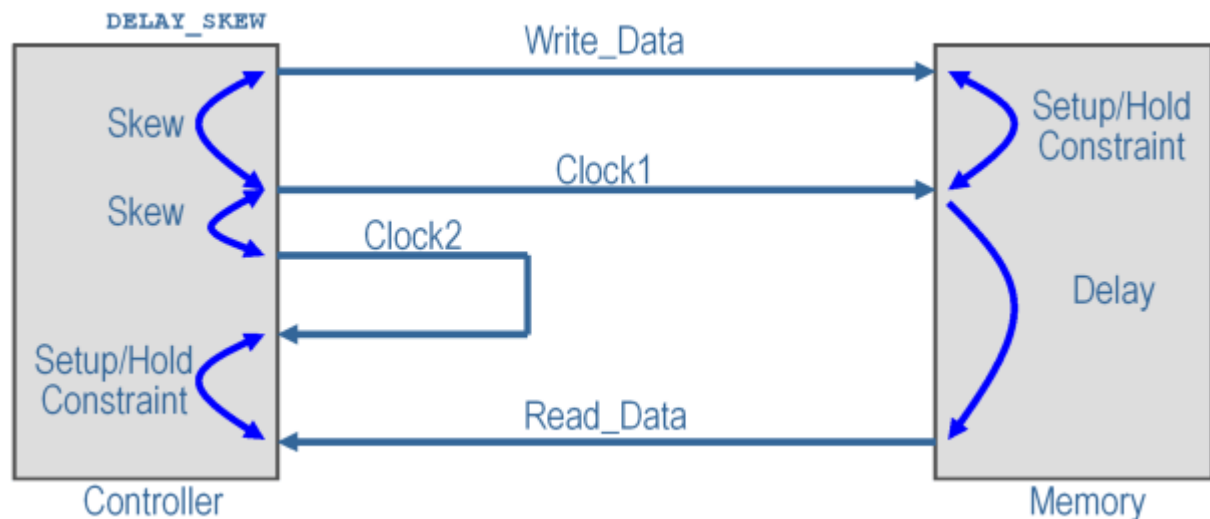 DELAY_SKEW
Write_Data
Skew
Setup/Hold
Constraint
Clock1
Skew
Clock2
Delay
Setup/Hold
Constraint
Read_Data
Controller
Memory